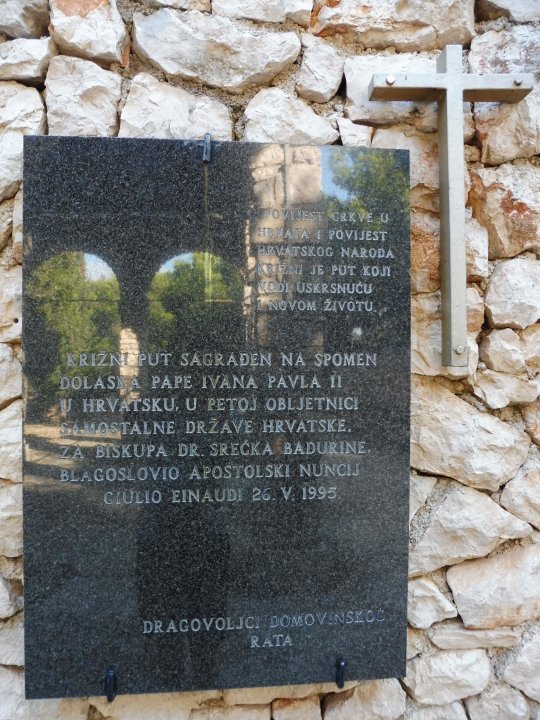 POVIJEST CRKVE U
HRVATA I POVIJEST
HRVATSKOG NARODA
KRIŽNI JE PUT KOJI
VODI USKRSNUĆU
I NOVOM ŽIVOTU.
KRIŽNI PUT SAGRAĐEN NA SPOMEN
DOLASKA PAPE IVANA PAVLA II
U HRVATSKU, U PETOJ OBLJETNICI
SAMOSTALNE DRŽAVE HRVATSKE,
ZA BISKUPA DR. SREĆKA BADURINE,
BLAGOSLOVIO APOSTOLSKI NUNCIJ
GIULIO EINAUDI 26. V. 1995.
DRAGOVOLJCI DOMOVINSKOG
RATA